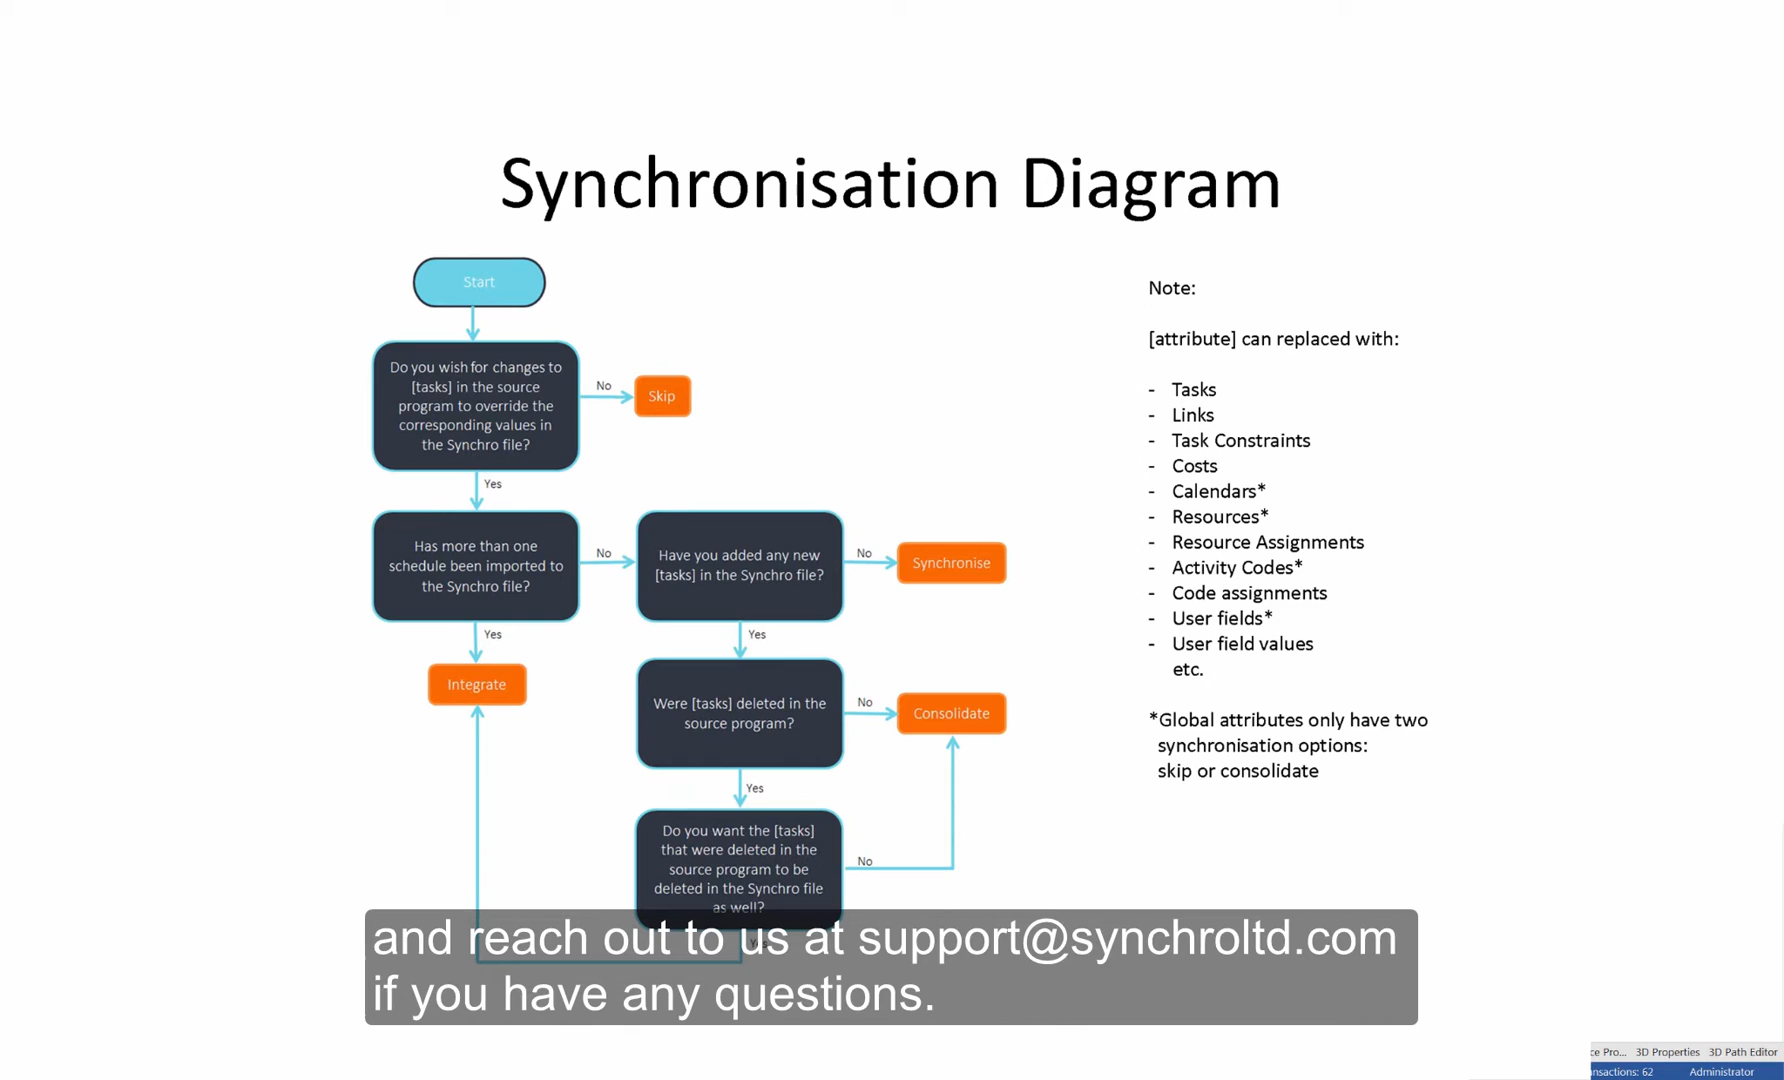 Synchronisation Diagram
Start
Do you wish for changes to
[tasks] in the source
program to override the
corresponding values in
the Synchro file?
No
Skip
Yes
Has more than one
schedule been imported to
the Synchro file?
No
Have you added any new
[tasks] in the Synchro file?
No
Synchronise
Yes
Integrate
Yes
Were [tasks] deleted in the
source program?
No
Consolidate
Yes
Do you want the [tasks]
that were deleted in the
source program to be
deleted in the Synchro file
as well?
No
Yes
Note:
[attribute] can replaced with:
- Tasks
- Links
- Task Constraints
- Costs
- Calendars*
- Resources*
- Resource Assignments
- Activity Codes*
- Code assignments
- User fields*
- User field values
etc.
*Global attributes only have two
synchronisation options:
skip or consolidate
and reach out to us at support@synchroltd.com
if you have any questions.
ce Pro... 3D Properties 3D Path Editor
ansactions: 62 Administrator